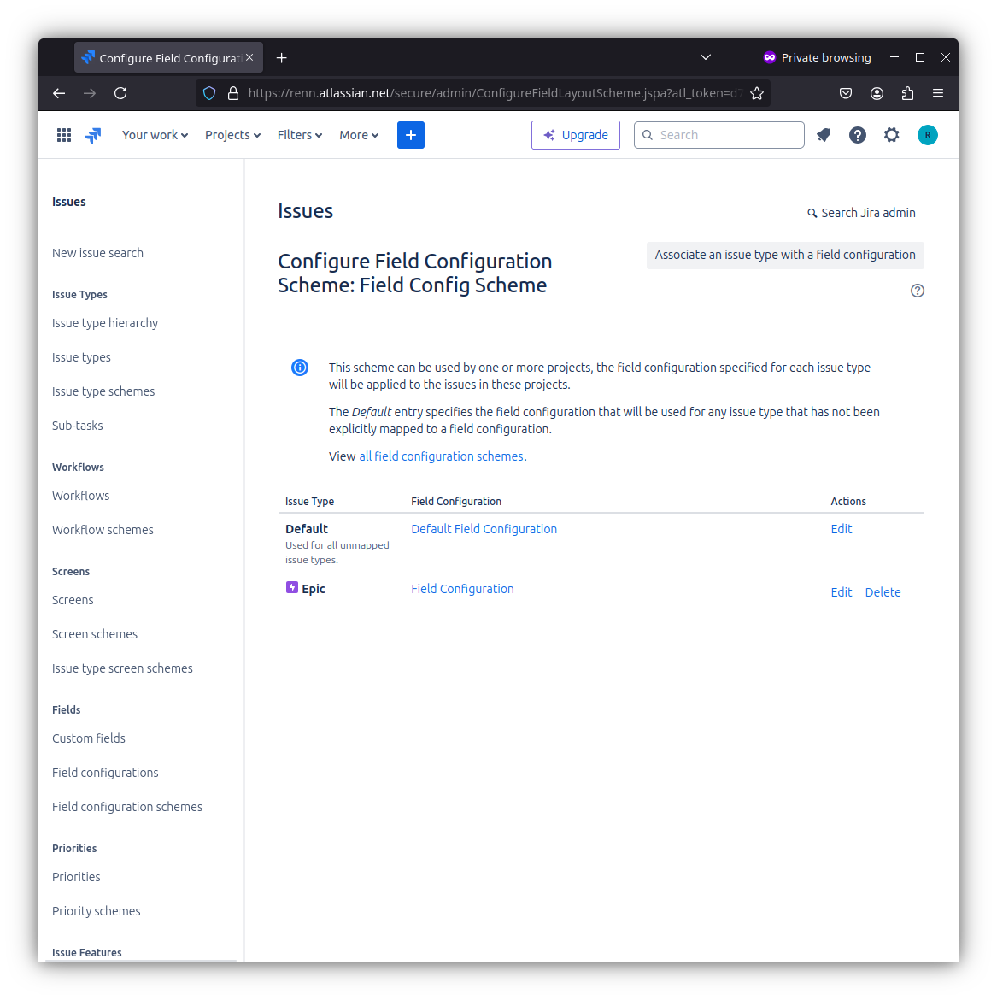 Configure Field Configurati
Private browsing
https://renn.atlassian.net/secure/admin/ConfigureFieldLayoutScheme.jspa?atl_token=d7
Your work
Projects
Filters
More
Upgrade
Search
R
Issues
New issue search
Issue Types
Issue type hierarchy
Issue types
Issue type schemes
Sub-tasks
Workflows
Workflows
Workflow schemes
Screens
Screens
Screen schemes
Issue type screen schemes
Fields
Custom fields
Field configurations
Field configuration schemes
Priorities
Priorities
Priority schemes
Issue Features
Issues
Search Jira admin
Configure Field Configuration
Scheme: Field Config Scheme
Associate an issue type with a field configuration
This scheme can be used by one or more projects, the field configuration specified for each issue type
will be applied to the issues in these projects.
The Default entry specifies the field configuration that will be used for any issue type that has not been
explicitly mapped to a field configuration.
View all field configuration schemes.
Issue Type Field Configuration Actions
Default Default Field Configuration Edit
Used for all unmapped
issue types.
Epic Field Configuration Edit Delete